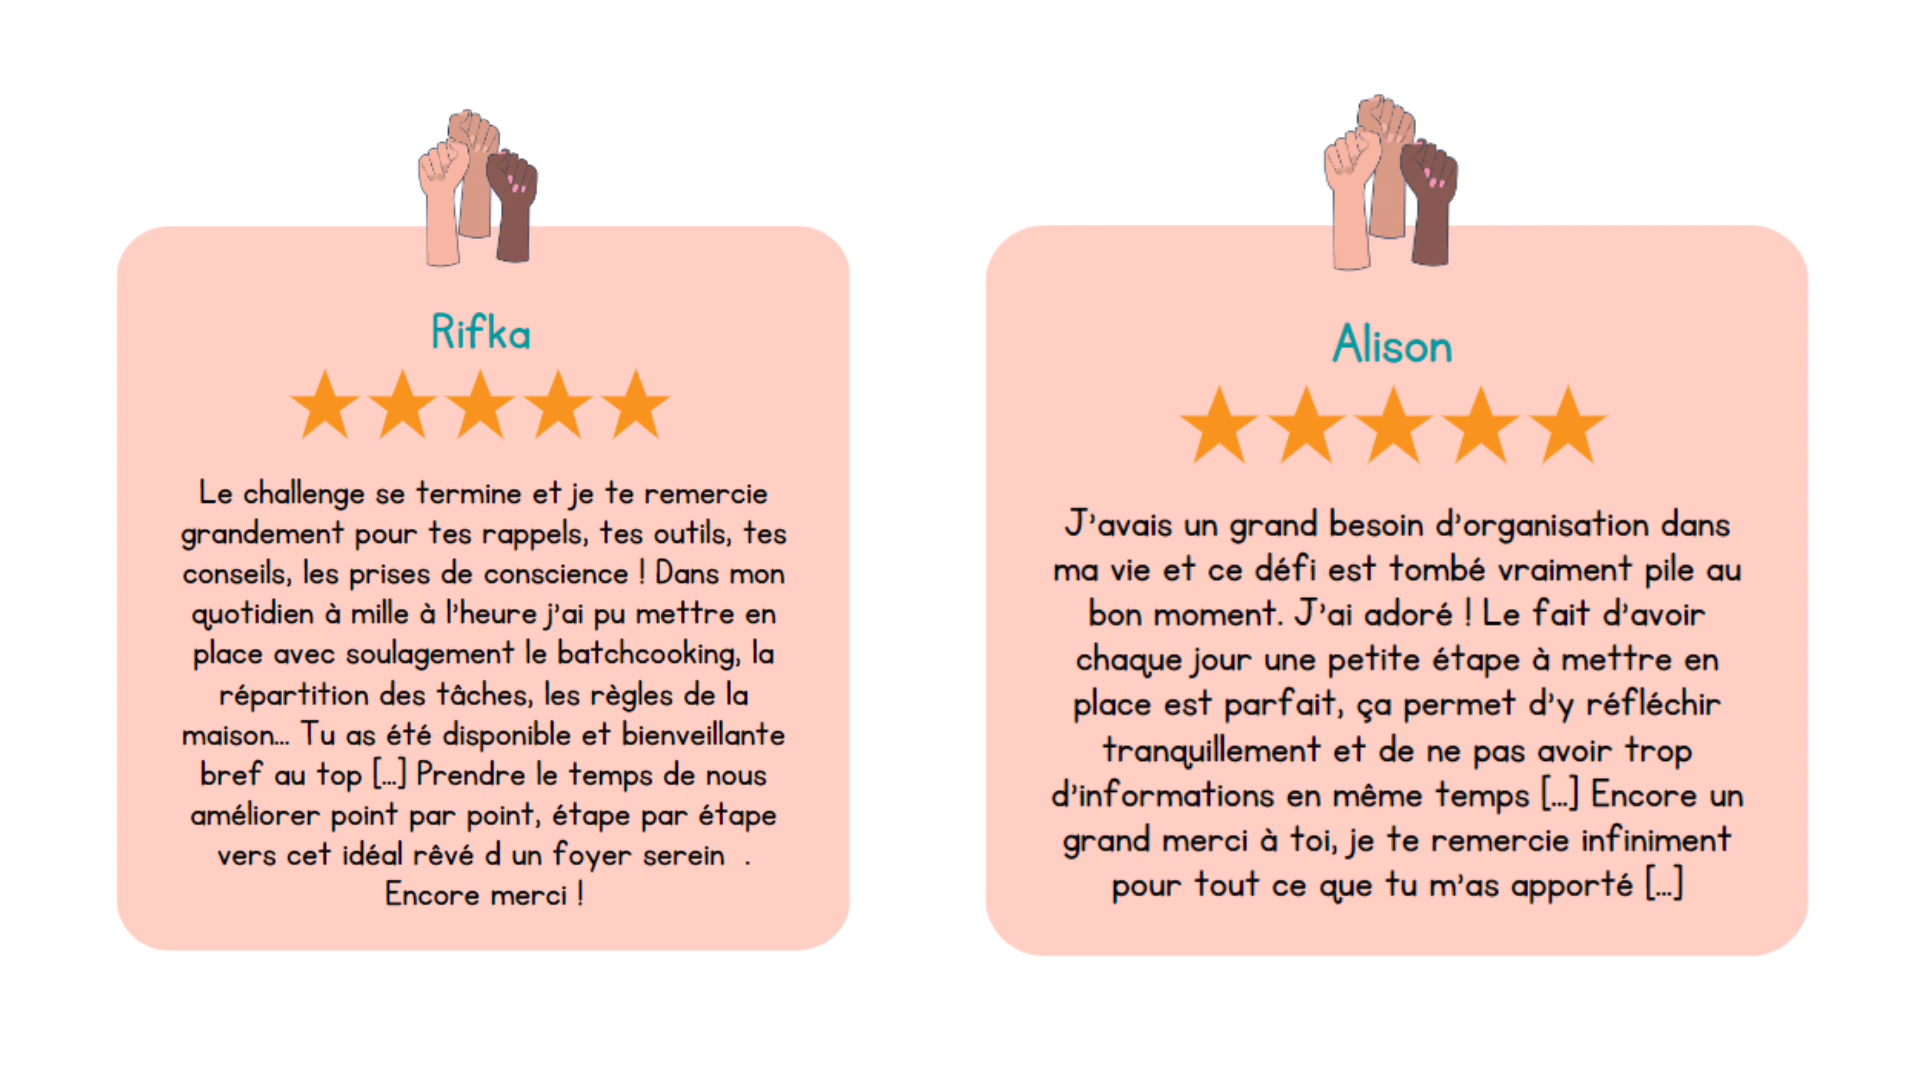 Rifka
Le challenge se termine et je te remercie
grandement pour tes rappels, tes outils, tes
conseils, les prises de conscience ! Dans mon
quotidien à mille à l'heure j'ai pu mettre en
place avec soulagement le batchcooking, la
répartition des tâches, les règles de la
maison... Tu as été disponible et bienveillante
bref au top [...] Prendre le temps de nous
améliorer point par point, étape par étape
vers cet idéal rêvé d un foyer serein  .
Encore merci !
Alison
J'avais un grand besoin d'organisation dans
ma vie et ce défi est tombé vraiment pile au
bon moment. J'ai adoré ! Le fait d'avoir
chaque jour une petite étape à mettre en
place est parfait, ça permet d'y réfléchir
tranquillement et de ne pas avoir trop
d'informations en même temps [...] Encore un
grand merci à toi, je te remercie infiniment
pour tout ce que tu m'as apporté [...]